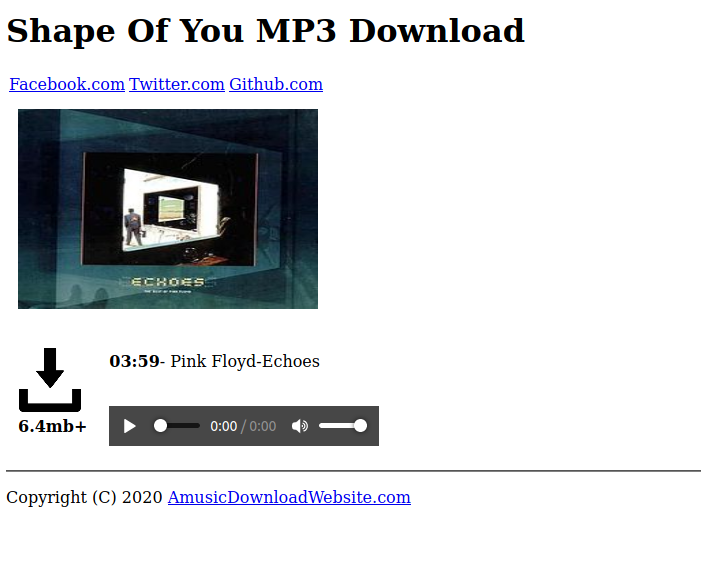 Shape Of You MP3 Download
Facebook.com Twitter.com Github.com
ECHOES
03:59- Pink Floyd-Echoes
6.4mb+
0:00 / 0:00
Copyright (C) 2020 AmusicDownloadWebsite.com